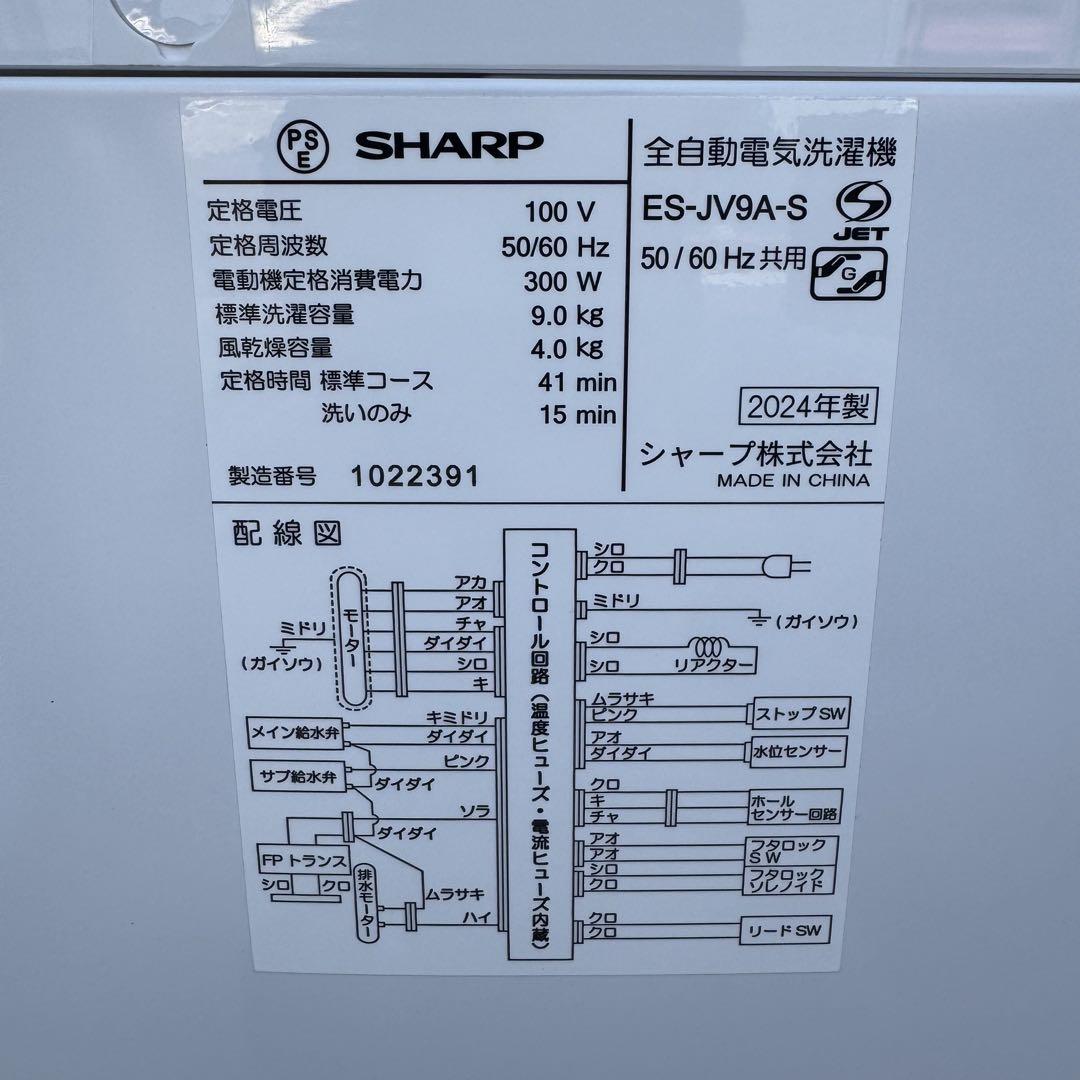 PSE SHARP
定格電圧 100 V
定格周波数 50/60 Hz
電動機定格消費電力 300 W
標準洗濯容量 9.0 kg
風乾燥容量 4.0 kg
定格時間 標準コース 41 min
洗いのみ 15 min
製造番号 1022391
全自動電気洗濯機
ES-JV9A-S
S JET
50 / 60 Hz 共用
G
2024年製
シャープ株式会社
MADE IN CHINA
配線図
モーター
ミドリ
(ガイソウ)
アカ
アオ
チャ
ダイダイ
シロ
キ
メイン給水弁
キミドリ
ダイダイ
サブ給水弁
ピンク
ダイダイ
ソラ
ダイダイ
FP トランス
シロ クロ
排水モーター
ムラサキ
ハイ
コントロール回路(温度ヒューズ・電流ヒューズ内蔵)
シロ
クロ
ミドリ
(ガイソウ)
シロ
シロ
リアクター
ムラサキ
ピンク
ストップ SW
アオ
ダイダイ
水位センサー
クロ
キ
チャ
ホール
センサー回路
アオ
アオ
フタロック
SW
シロ
クロ
フタロック
ソレノイド
クロ
クロ
リード SW